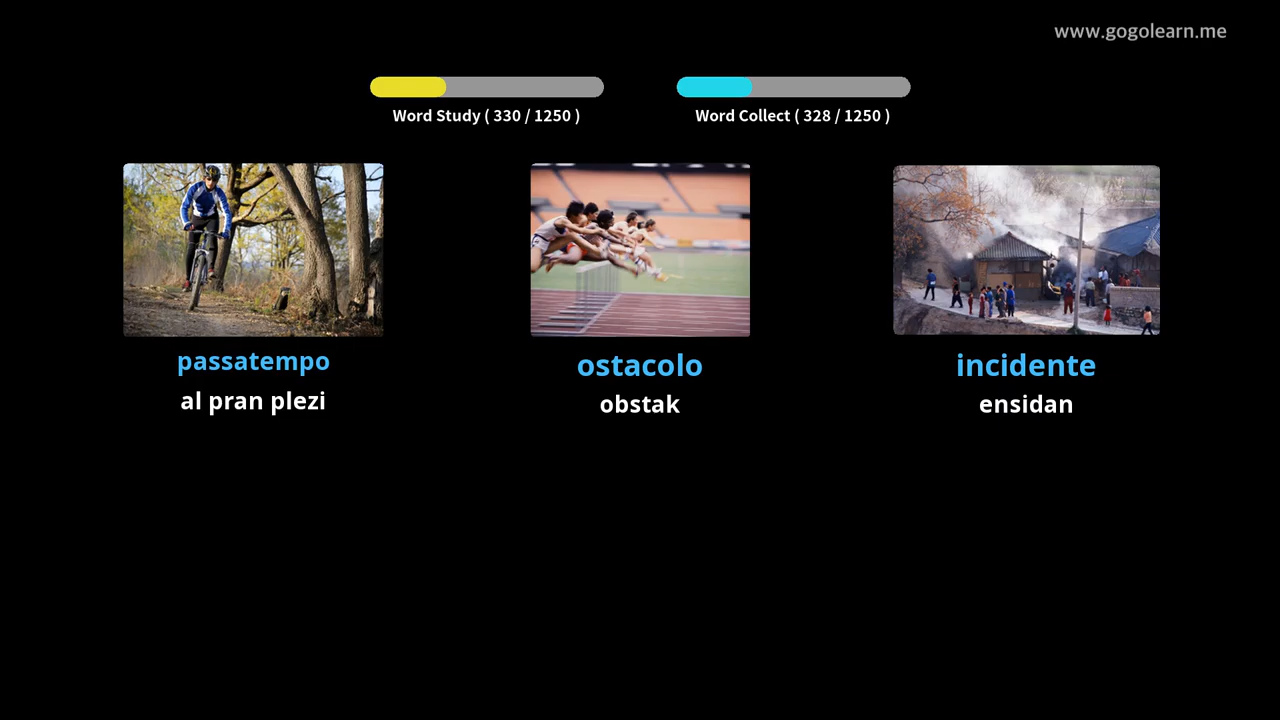 www.gogolearn.me
Word Study ( 330 / 1250 )
Word Collect ( 328 / 1250 )
passatempo
al pran plezi
ostacolo
obstak
incidente
ensidan